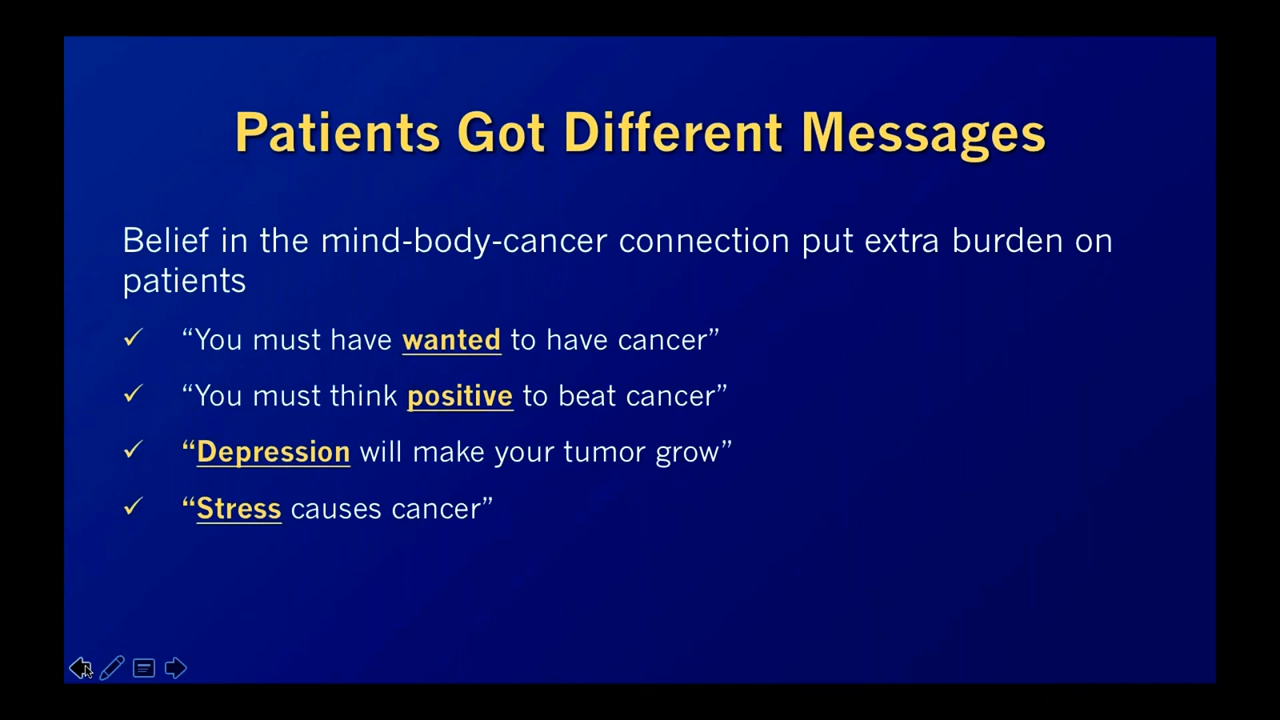 Patients Got Different Messages
Belief in the mind-body-cancer connection put extra burden on
patients
✓ “You must have wanted to have cancer”
✓ “You must think positive to beat cancer”
✓ “Depression will make your tumor grow”
✓ “Stress causes cancer”